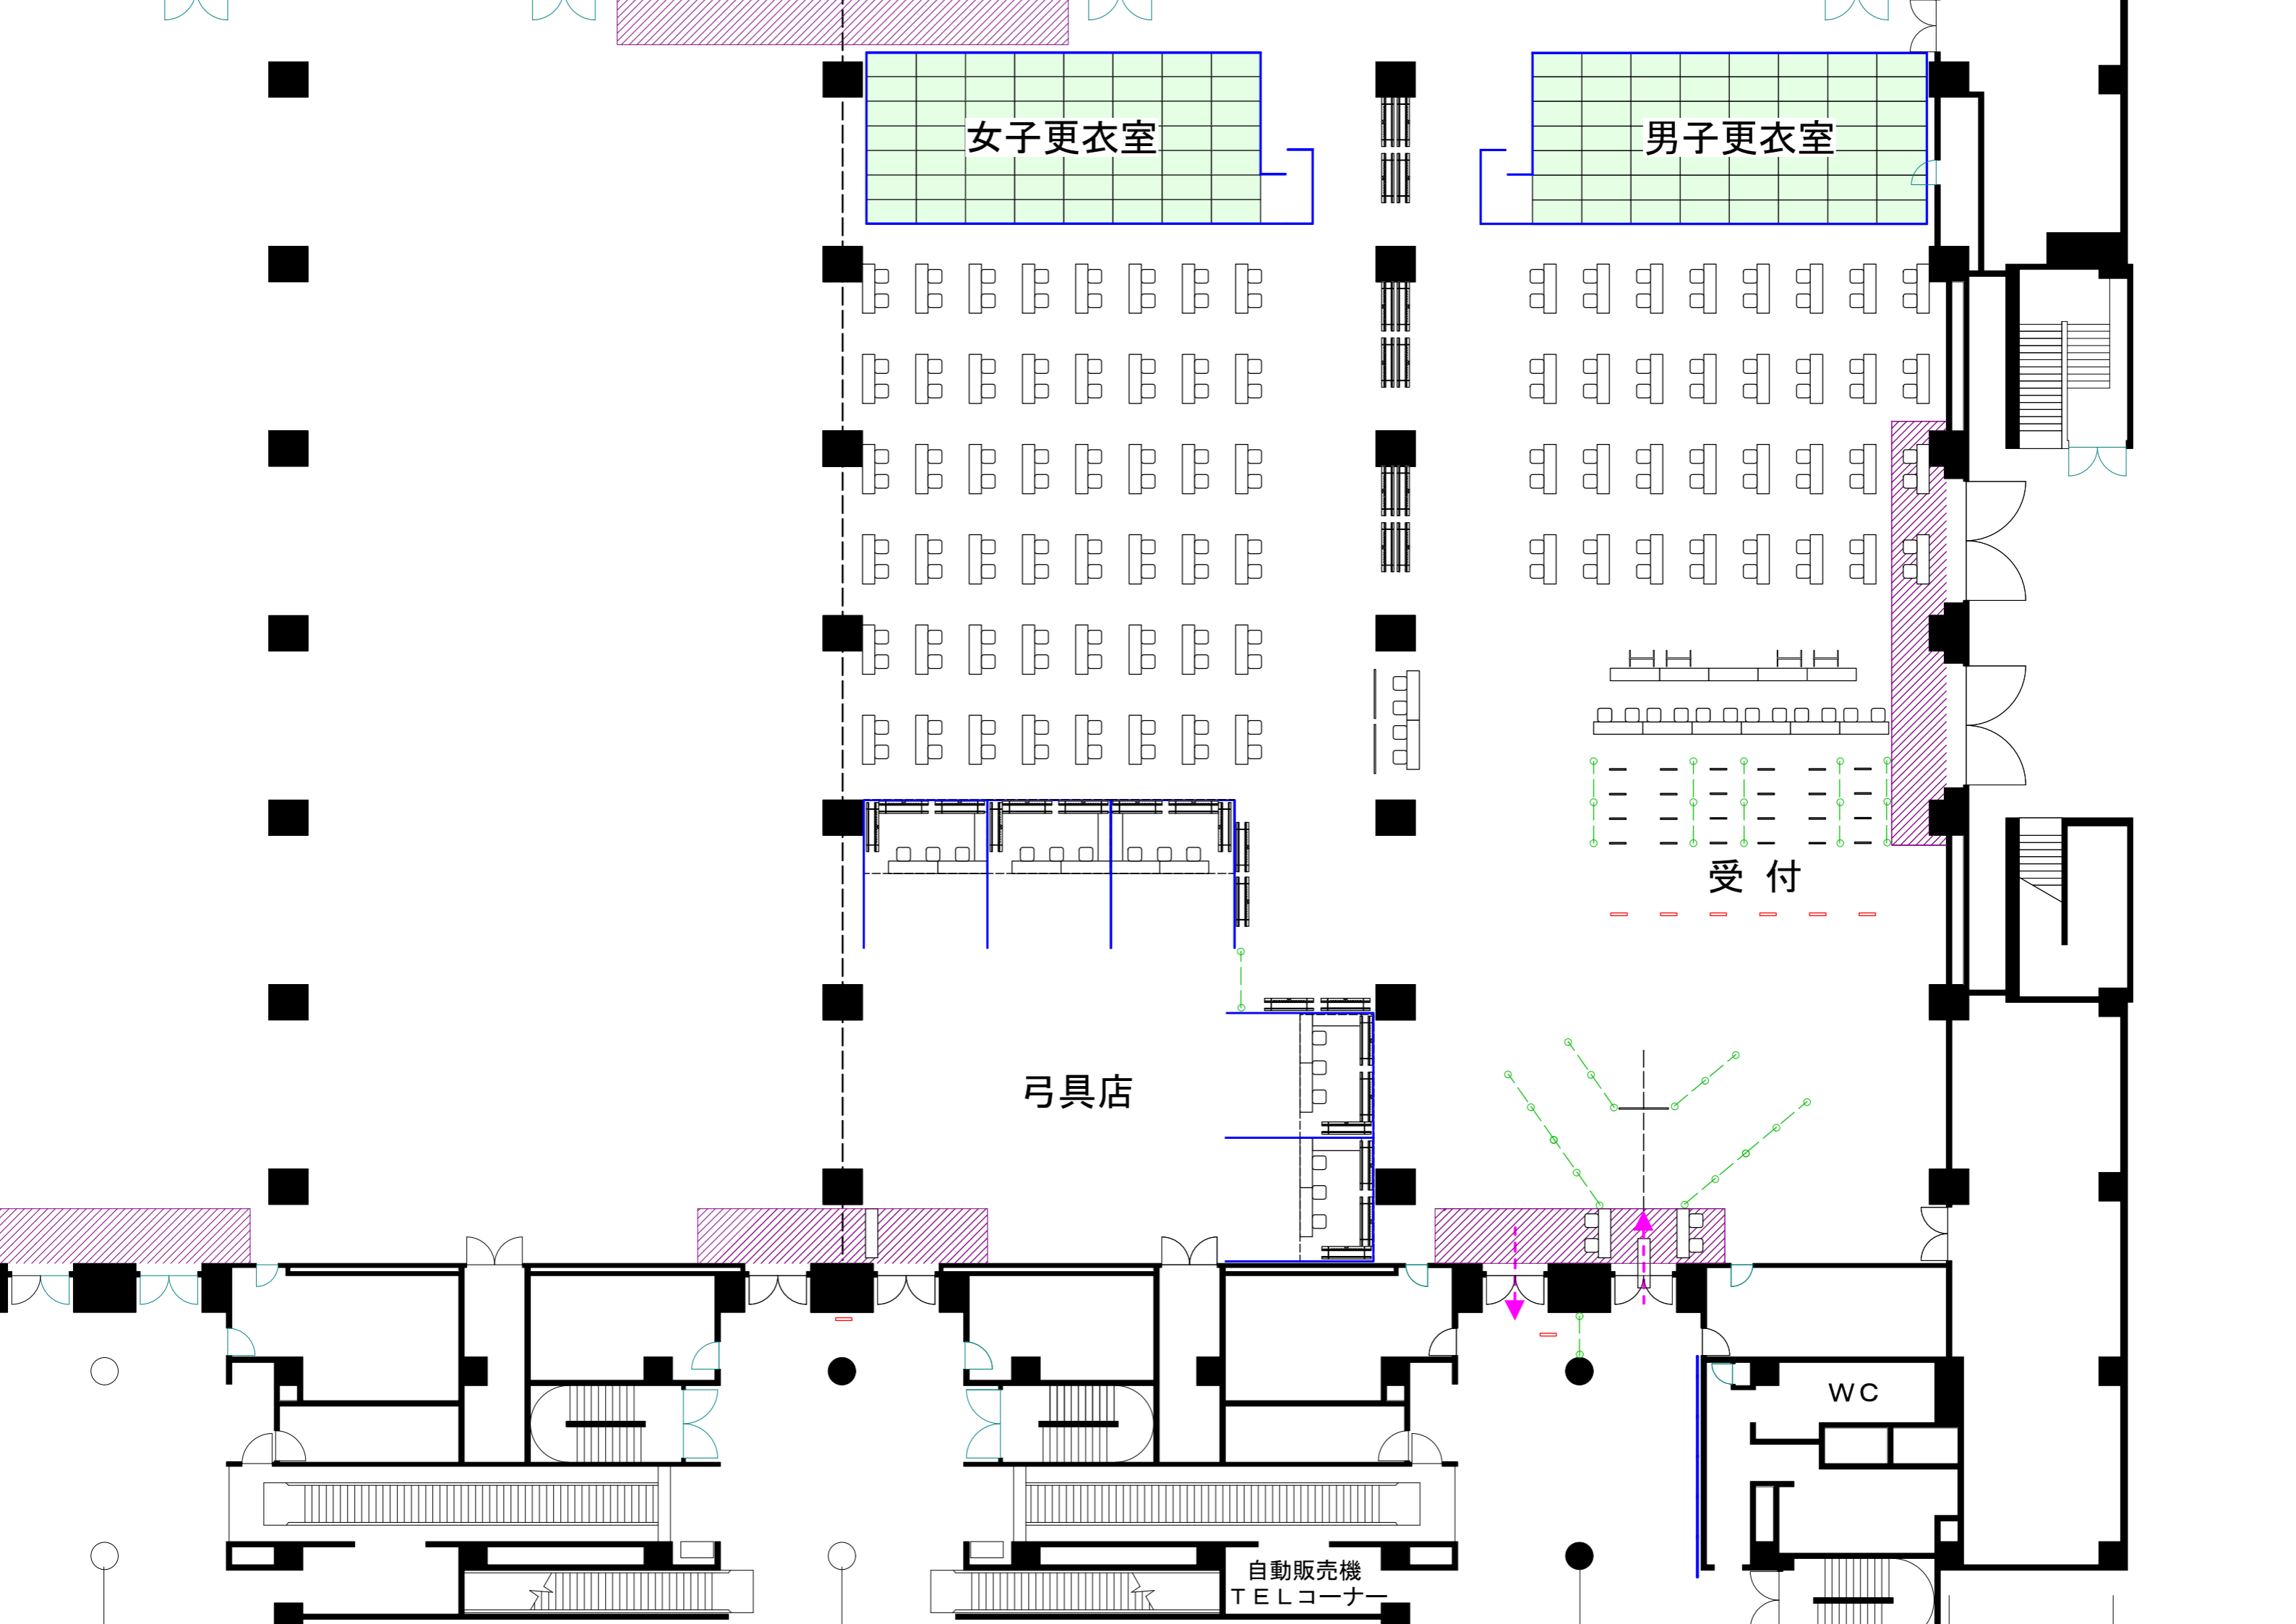 女子更衣室
男子更衣室
受 付
弓具店
WC
自動販売機
TELコーナー